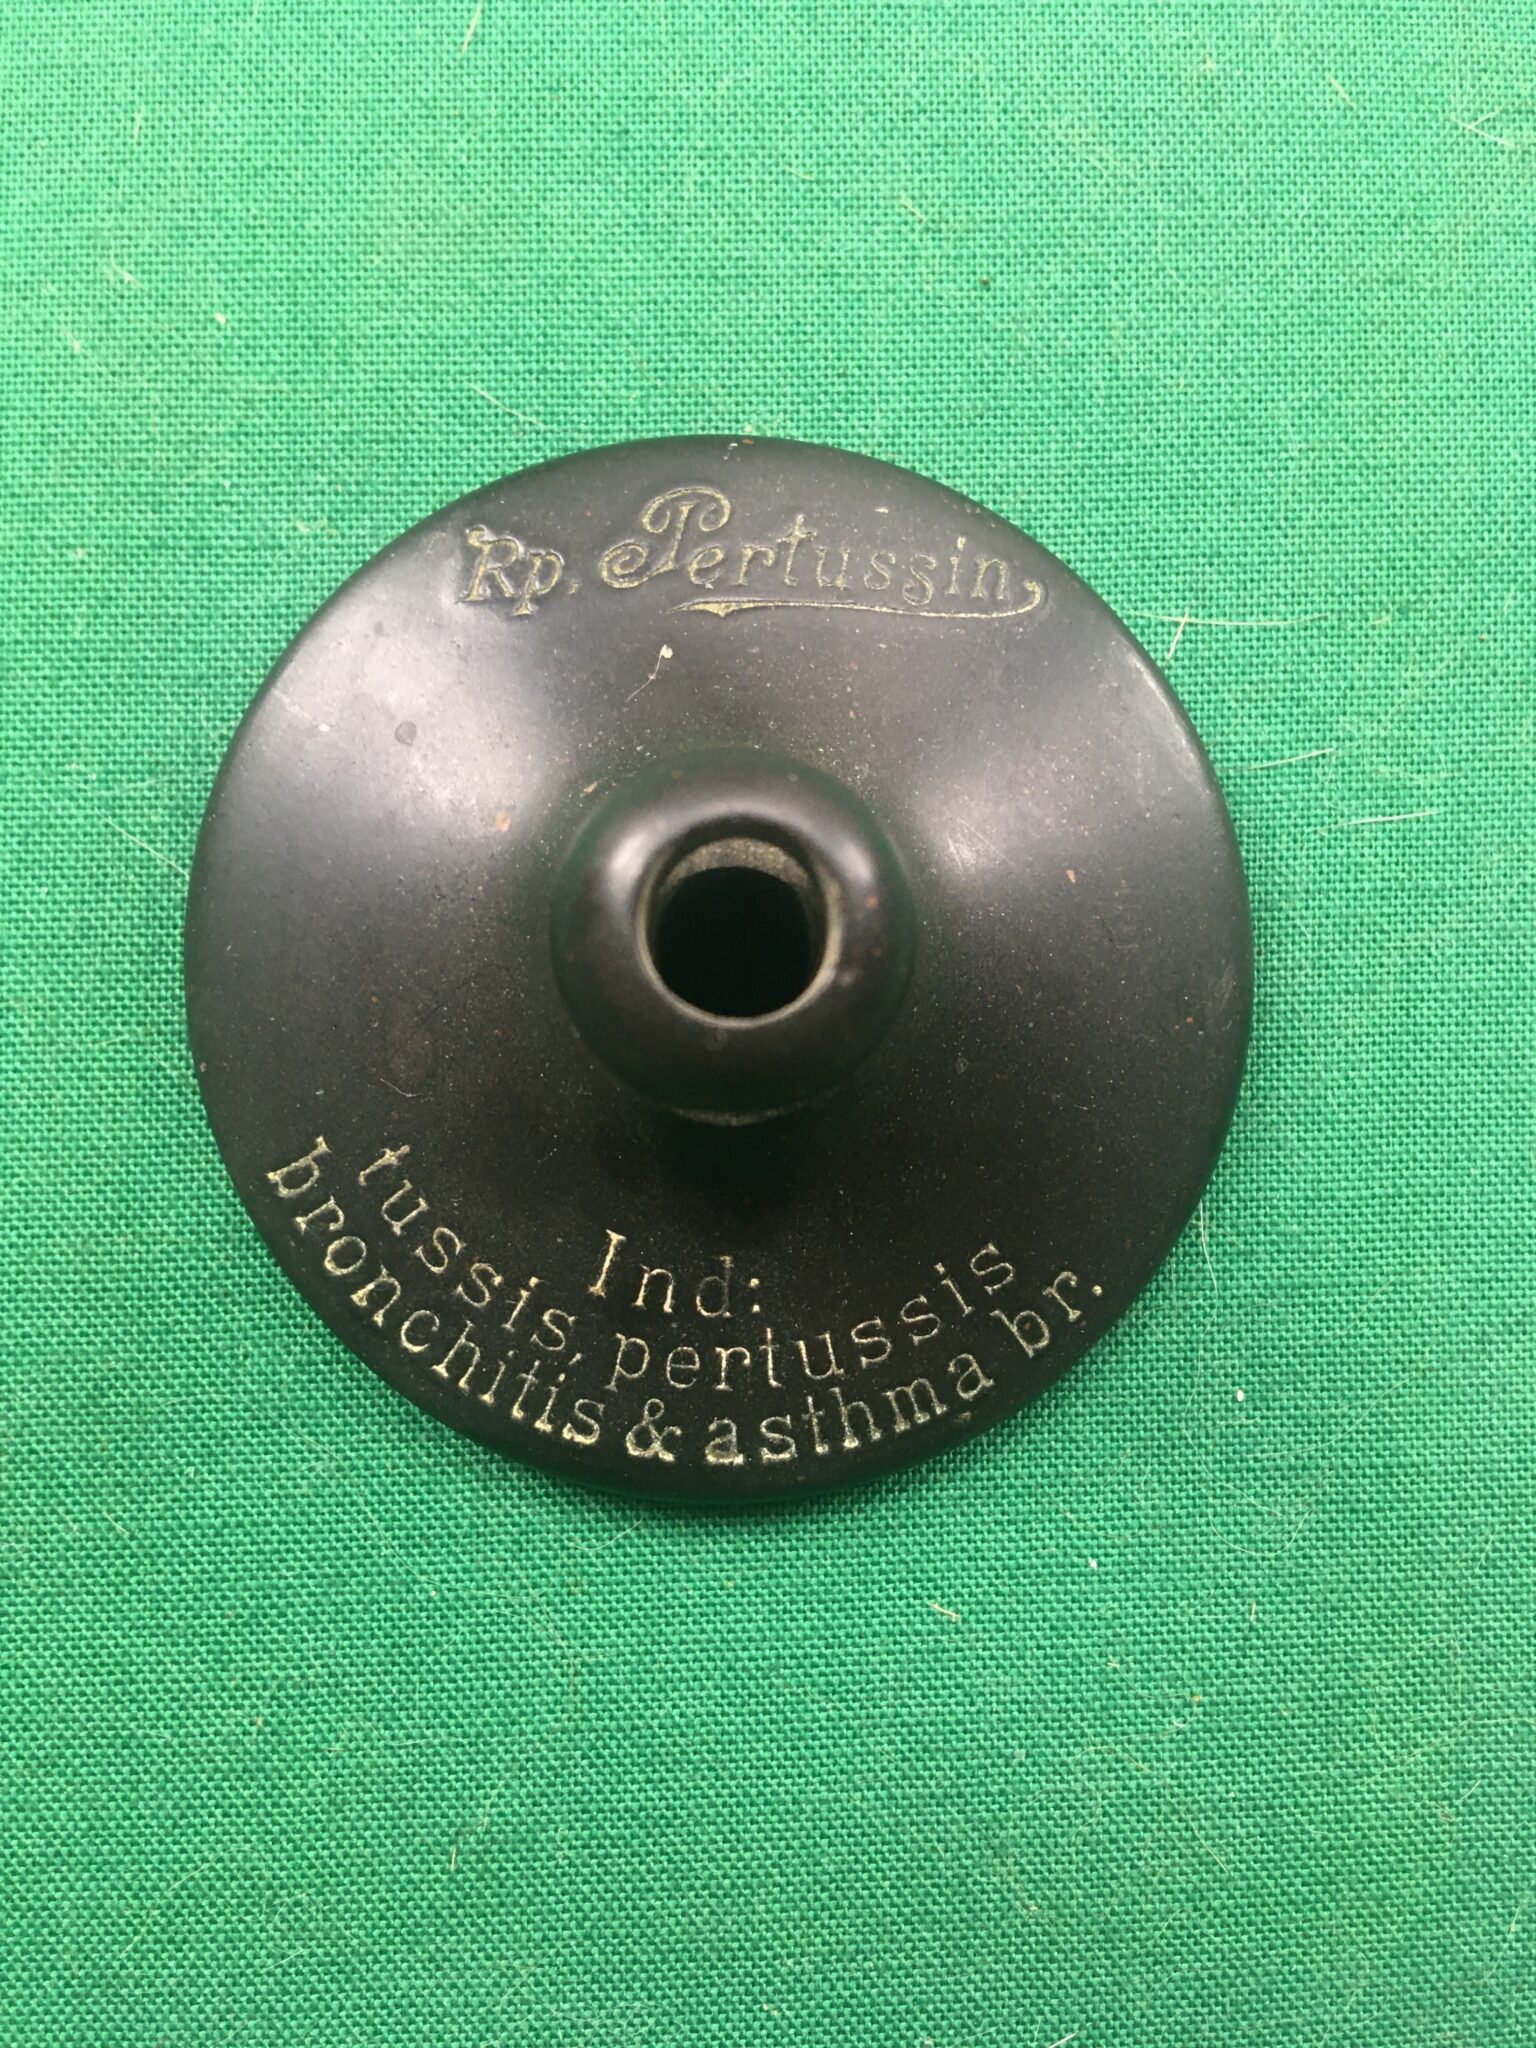 Rp. Pertussin
Ind:
tussis, pertussis
bronchitis & asthma br.